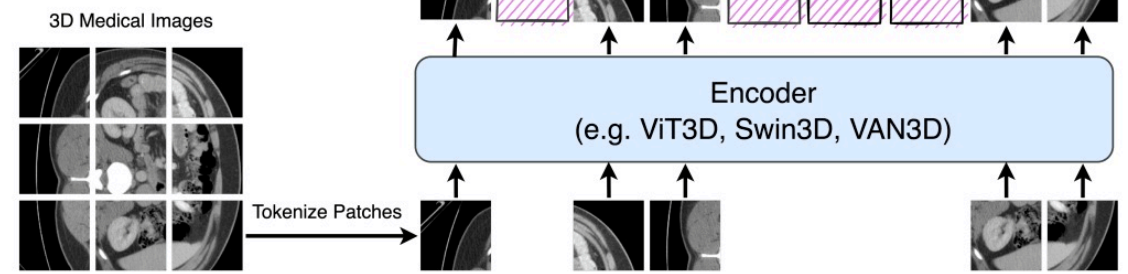 3D Medical Images
Encoder
(e.g. ViT3D, Swin3D, VAN3D)
Tokenize Patches